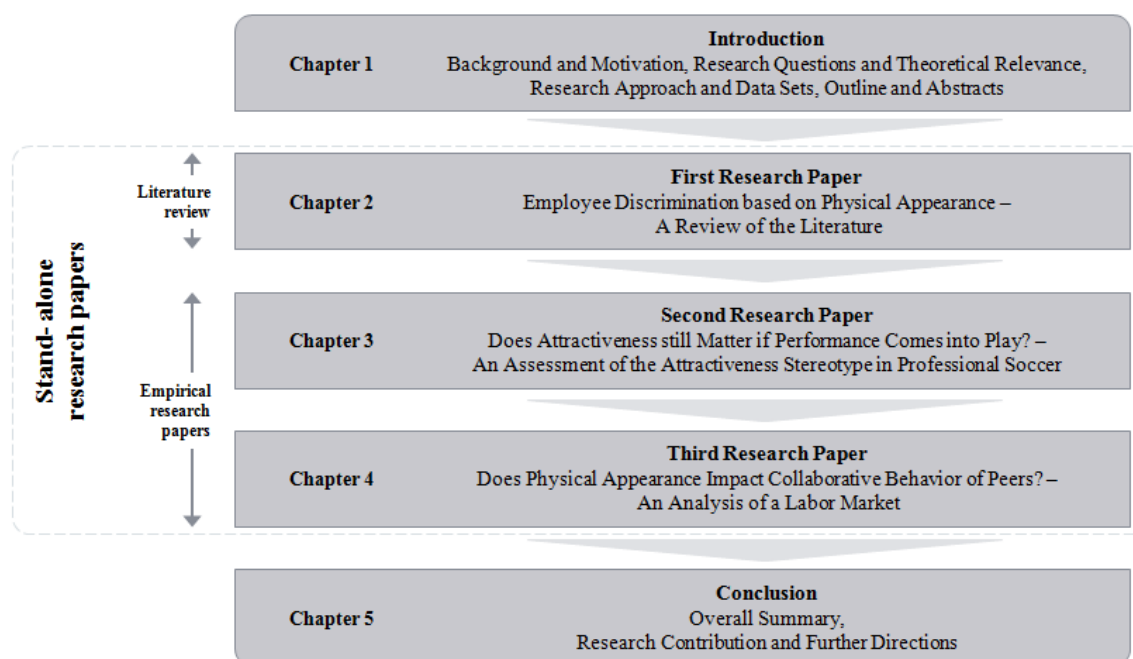 Introduction
Chapter 1
Background and Motivation, Research Questions and Theoretical Relevance,
Research Approach and Data Sets, Outline and Abstracts
Stand- alone
research papers
Literature
review
First Research Paper
Chapter 2
Employee Discrimination based on Physical Appearance –
A Review of the Literature
Empirical
research
papers
Second Research Paper
Chapter 3
Does Attractiveness still Matter if Performance Comes into Play? –
An Assessment of the Attractiveness Stereotype in Professional Soccer
Third Research Paper
Chapter 4
Does Physical Appearance Impact Collaborative Behavior of Peers? –
An Analysis of a Labor Market
Conclusion
Chapter 5
Overall Summary,
Research Contribution and Further Directions